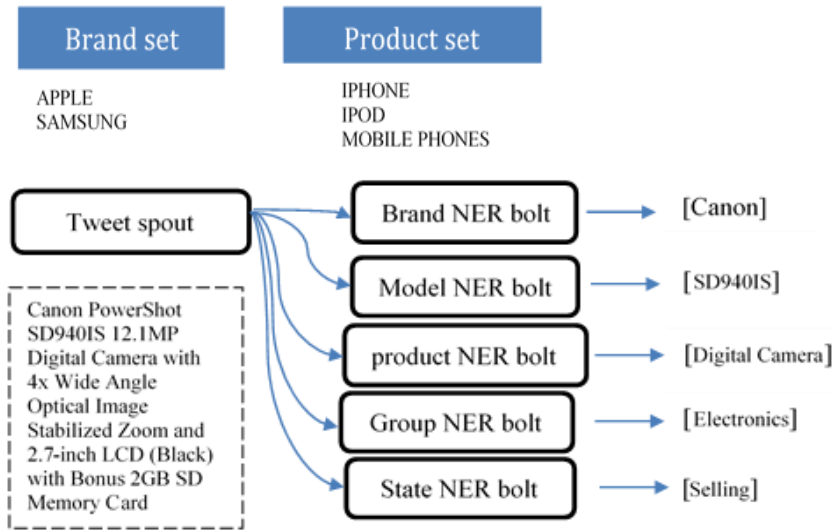 Brand set
Product set
APPLE
SAMSUNG
IPHONE
IPOD
MOBILE PHONES
Tweet spout
Brand NER bolt
[Canon]
Model NER bolt
[SD940IS]
product NER bolt
[Digital Camera]
Group NER bolt
[Electronics]
State NER bolt
[Selling]
Canon PowerShot
SD940IS 12.1MP
Digital Camera with
4x Wide Angle
Optical Image
Stabilized Zoom and
2.7-inch LCD (Black)
with Bonus 2GB SD
Memory Card